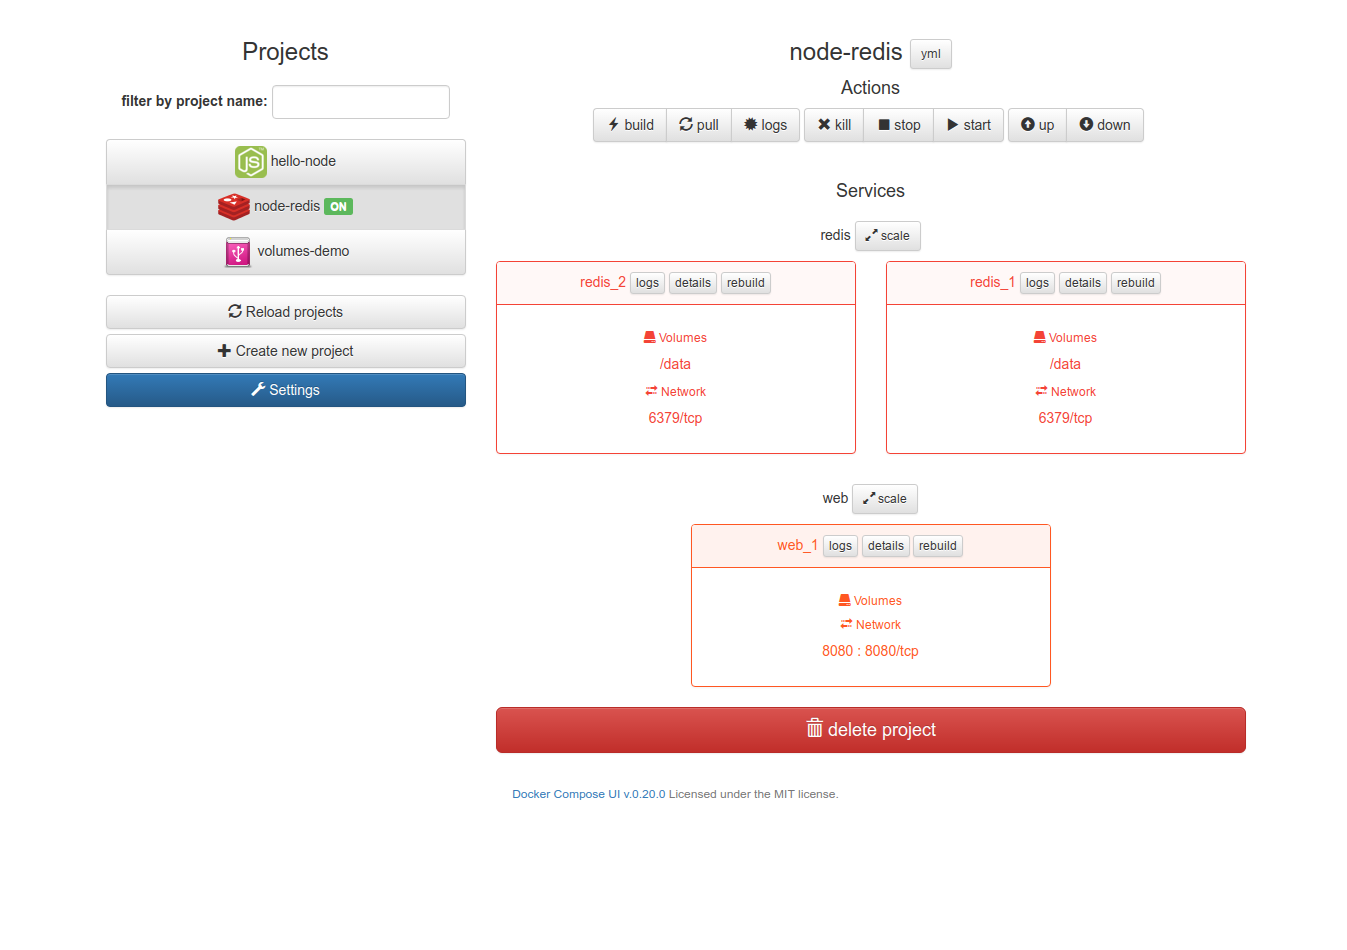 Projects
filter by project name:
hello-node
node-redis ON
volumes-demo
Reload projects
Create new project
Settings
node-redis yml
Actions
build pull logs kill stop start up down
Services
redis scale
redis_2 logs details rebuild
Volumes
/data
Network
6379/tcp
redis_1 logs details rebuild
Volumes
/data
Network
6379/tcp
web scale
web_1 logs details rebuild
Volumes
Network
8080 : 8080/tcp
delete project
Docker Compose UI v.0.20.0 Licensed under the MIT license.